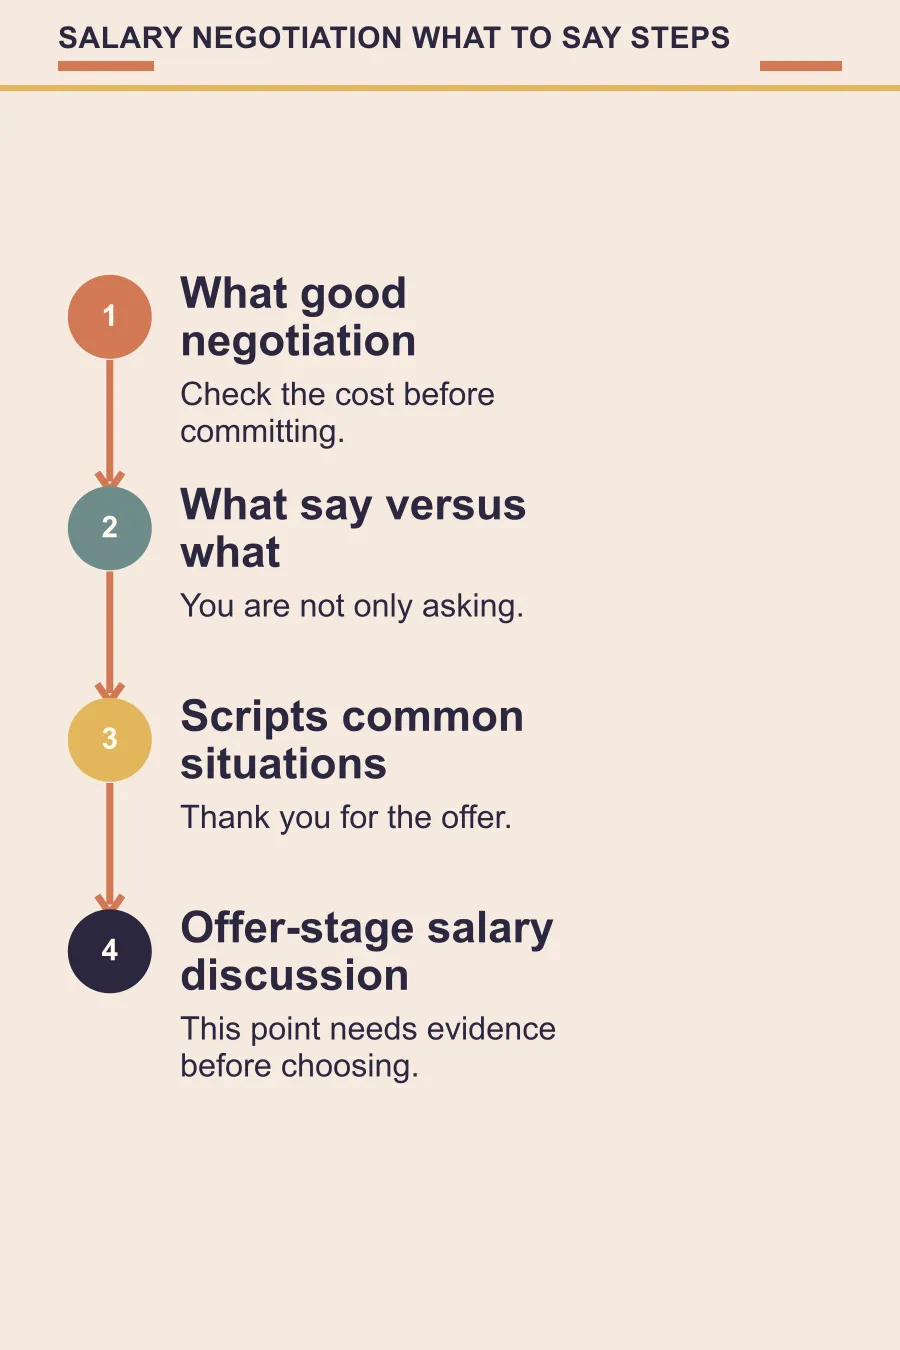 SALARY NEGOTIATION WHAT TO SAY STEPS
1
What good
negotiation
Check the cost before
committing.
2
What say versus
what
You are not only asking.
3
Scripts common
situations
Thank you for the offer.
4
Offer-stage salary
discussion
This point needs evidence
before choosing.